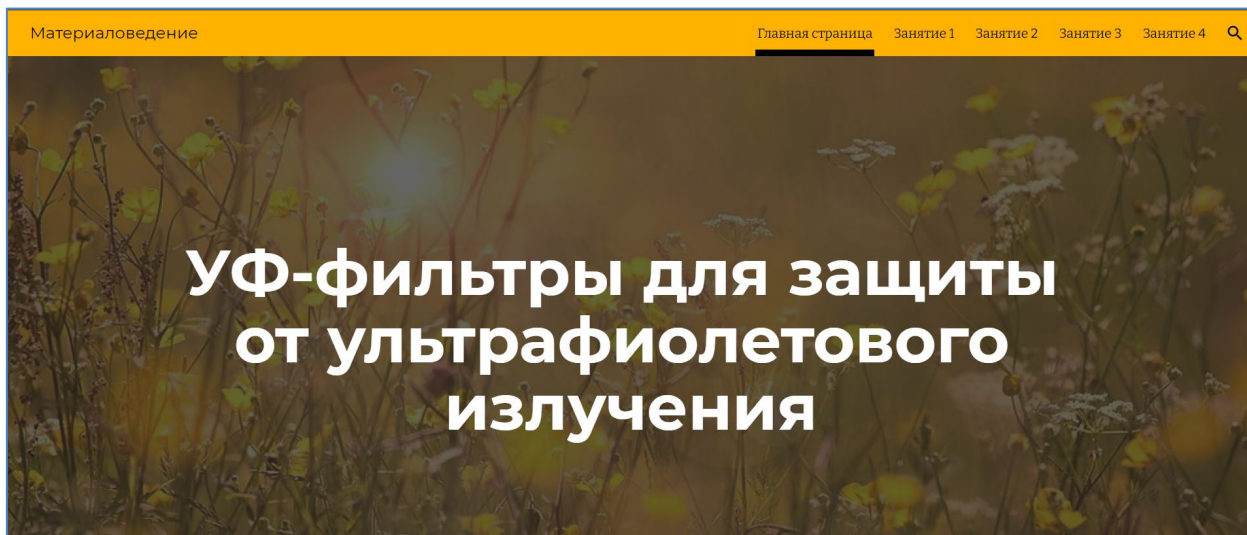 Материаловедение
Главная страница Занятие 1 Занятие 2 Занятие 3 Занятие 4
УФ-фильтры для защиты
от ультрафиолетового
излучения